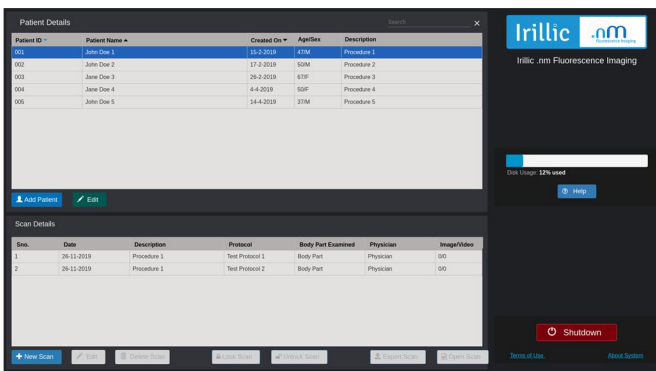 Patient Details
Search
Patient ID Patient Name Created On Age/Sex Description
001 John Doe 1 15-2-2019 47/M Procedure 1
002 John Doe 2 17-2-2019 50/M Procedure 2
003 Jane Doe 3 26-2-2019 67/F Procedure 3
004 Jane Doe 4 4-4-2019 50/F Procedure 4
005 John Doe 5 14-4-2019 37/M Procedure 5
Add Patient Edit
Scan Details
Sno. Date Description Protocol Body Part Examined Physician Image/Video
1 26-11-2019 Procedure 1 Test Protocol 1 Body Part Physician 0/0
2 26-11-2019 Procedure 1 Test Protocol 2 Body Part Physician 0/0
New Scan Edit Delete Scan Lock Scan Unlock Scan Export Scan Open Scan
Irillic .nm
Fluorescence Imaging
Irillic .nm Fluorescence Imaging
Disk Usage: 12% used
Help
Shutdown
Terms of Use About System